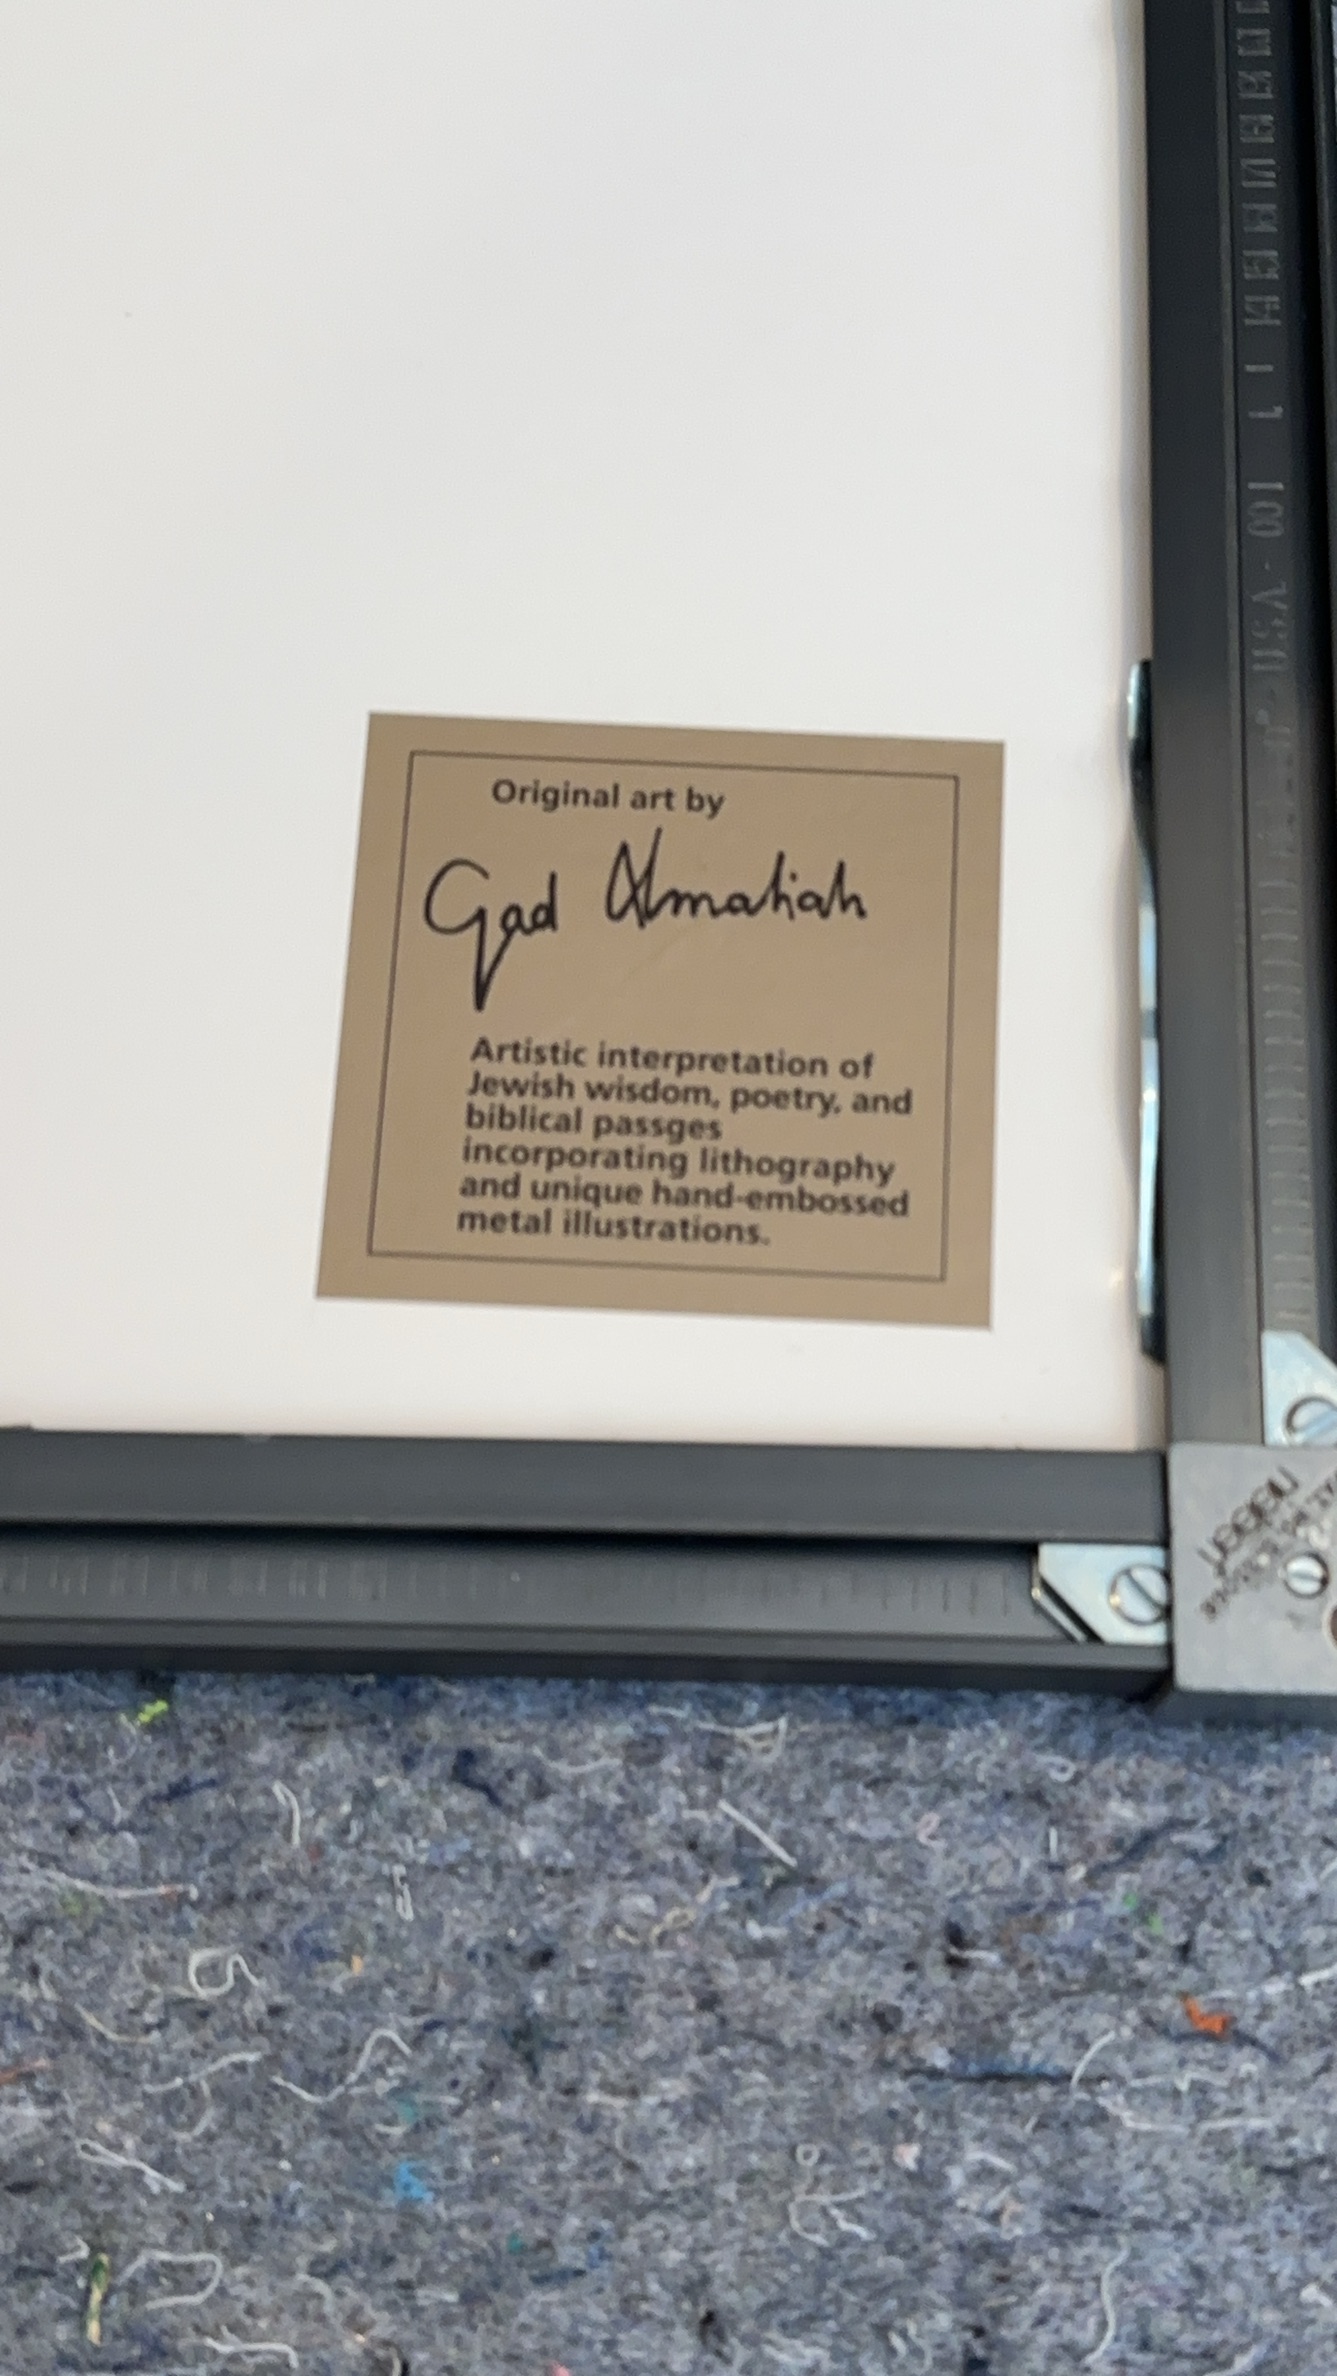 Original art by
Gad Almaliah
Artistic interpretation of
Jewish wisdom, poetry, and
biblical passges
incorporating lithography
and unique hand-embossed
metal illustrations.
USA · 001